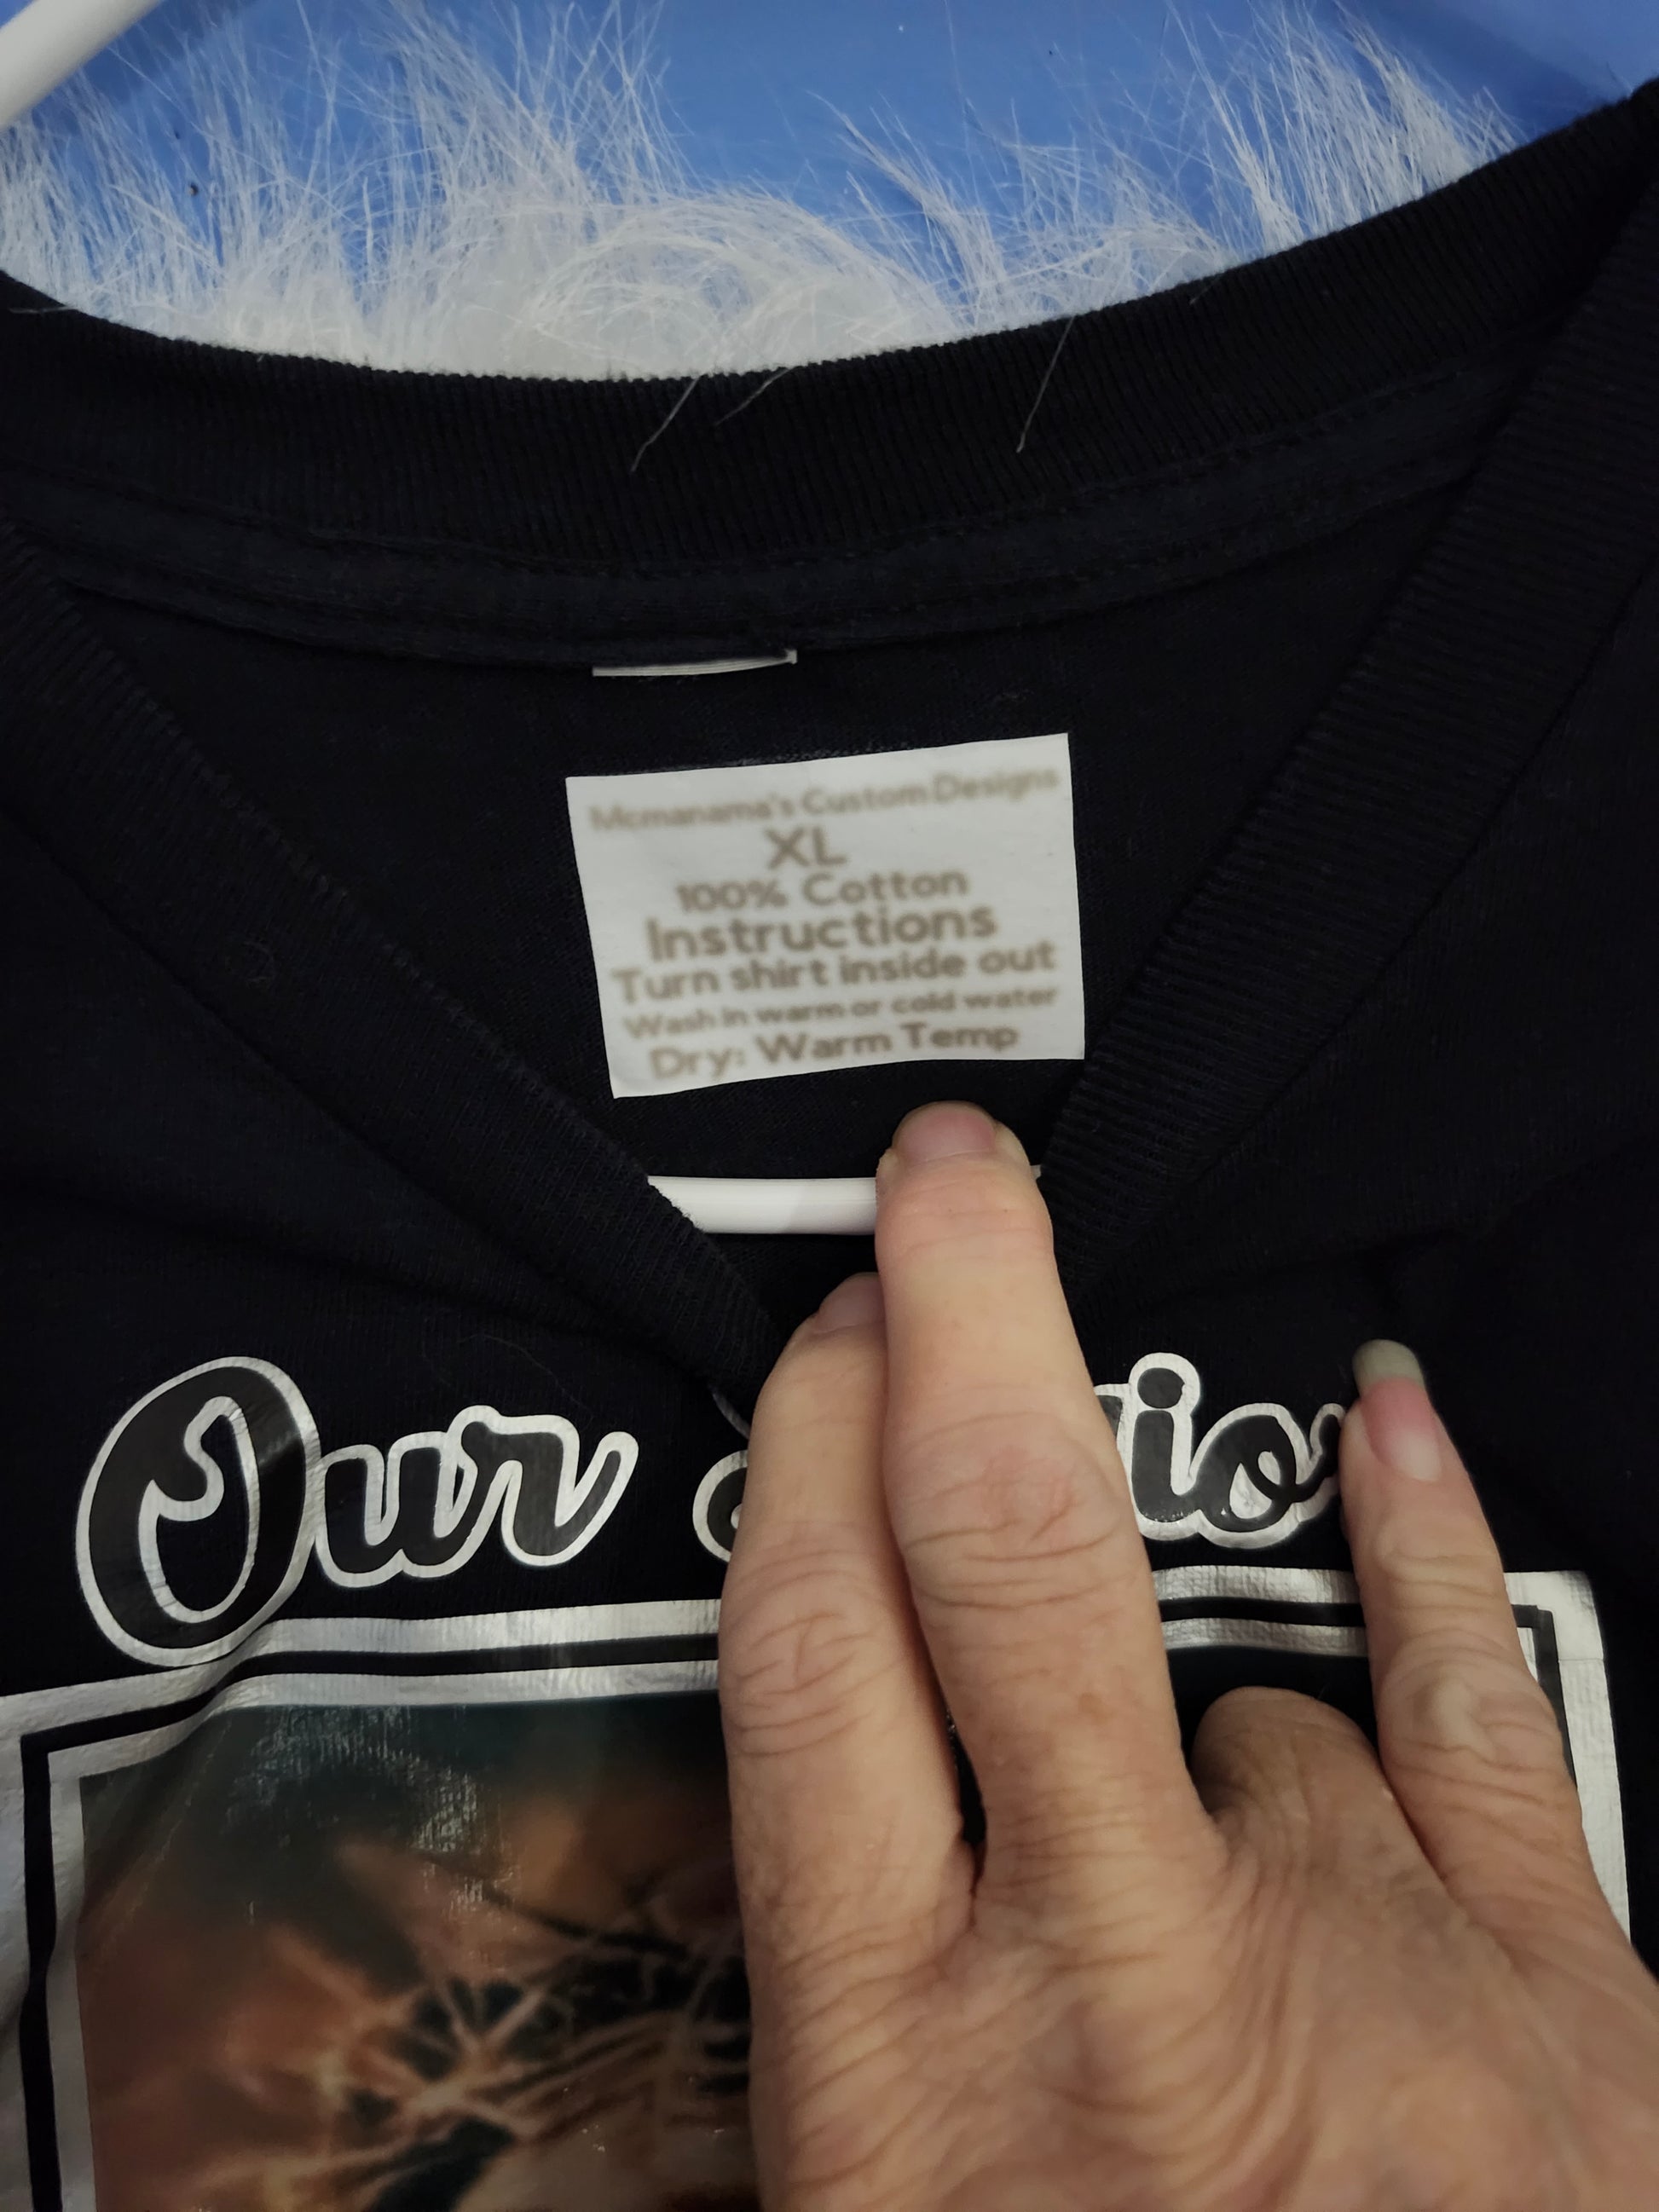 Mcmanama's Custom Designs
XL
100% Cotton
Instructions
Turn shirt inside out
Wash in warm or cold water
Dry: Warm Temp
Our